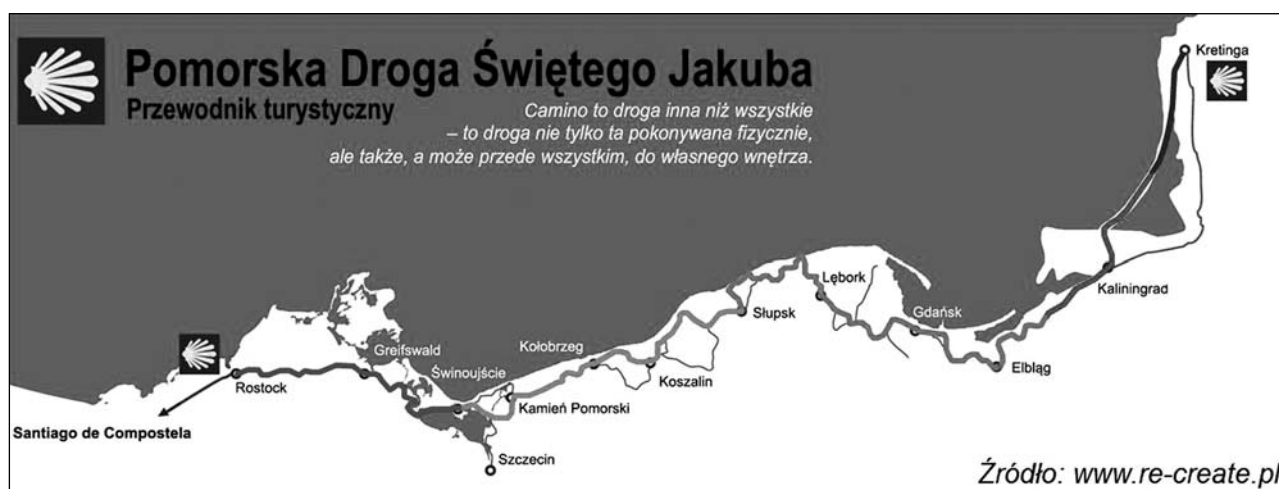 Pomorska Droga Świętego Jakuba
Przewodnik turystyczny
Camino to droga inna niż wszystkie
– to droga nie tylko ta pokonywana fizycznie,
ale także, a może przede wszystkim, do własnego wnętrza.
Kretinga
Kaliningrad
Lębork
Gdańsk
Słupsk
Elbląg
Kołobrzeg
Koszalin
Greifswald
Świnoujście
Rostock
Kamień Pomorski
Santiago de Compostela
Szczecin
Źródło: www.re-create.pl